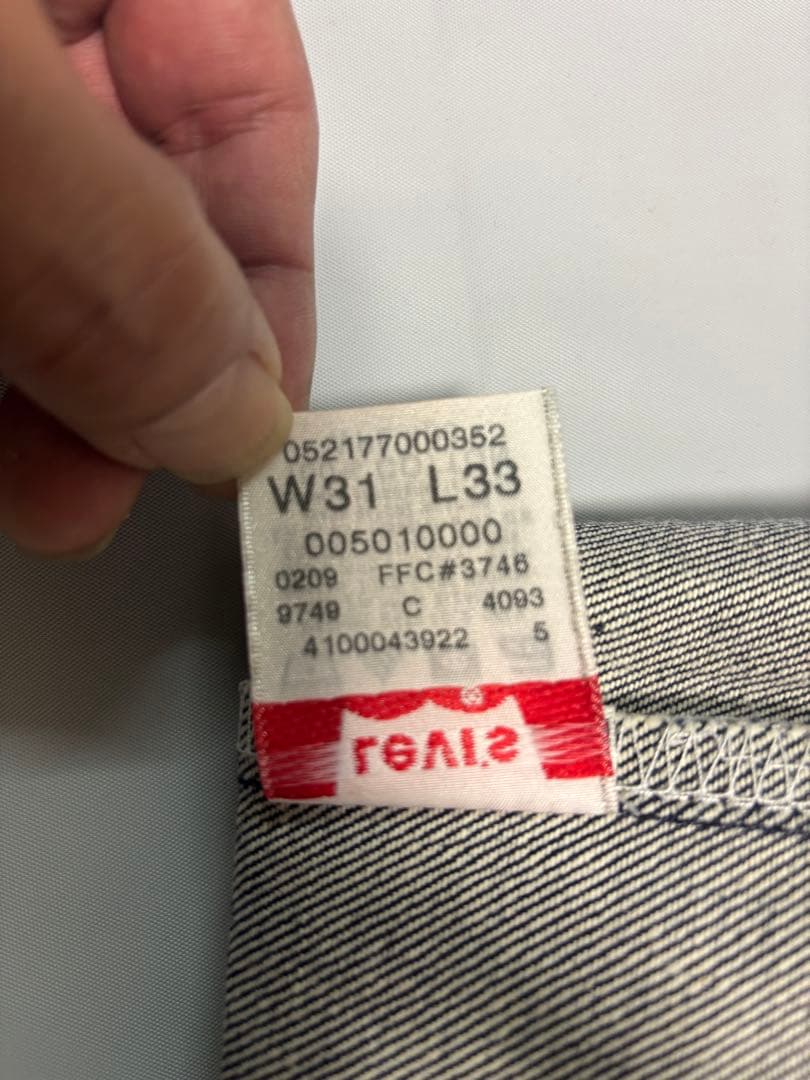 052177000352
W31 L33
005010000
0209 FFC#3746
9749 C 4093
4100043922 5
Levi's
®